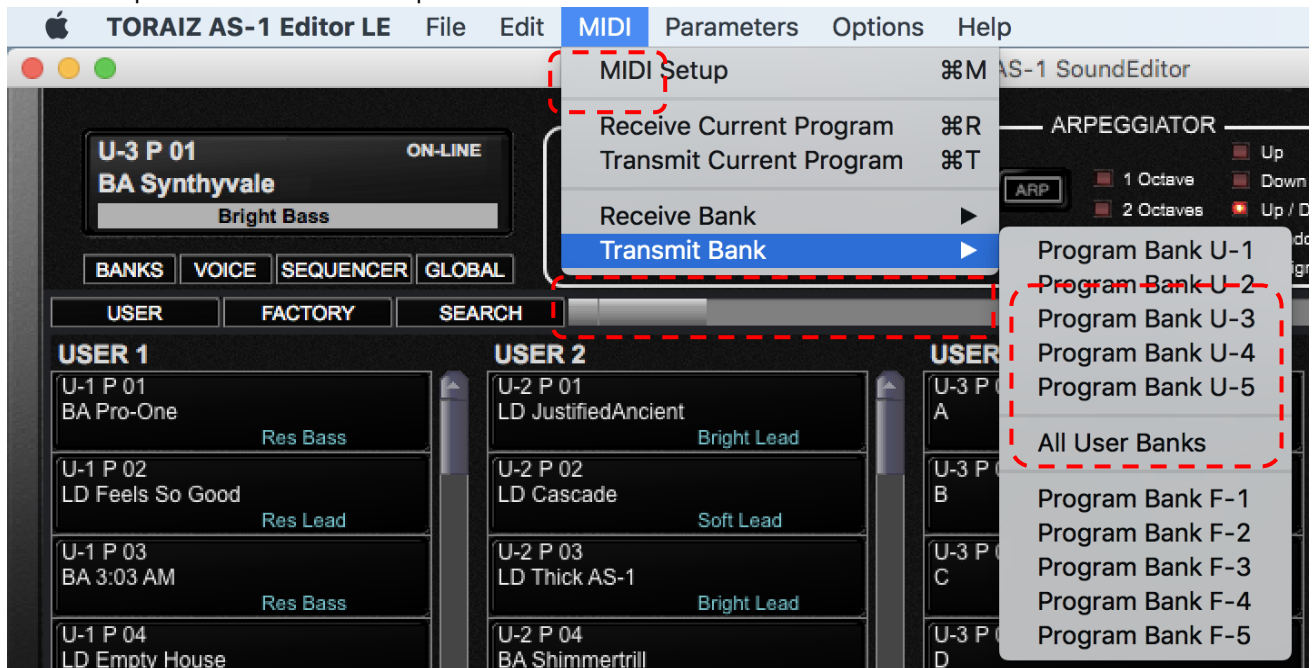 TORAIZ AS-1 Editor LE File Edit MIDI Parameters Options Help
MIDI Setup ⌘M
AS-1 SoundEditor
Receive Current Program ⌘R
Transmit Current Program ⌘T
Receive Bank ▶
Transmit Bank ▶
U-3 P 01 ON-LINE
BA Synthyvale
Bright Bass
BANKS VOICE SEQUENCER GLOBAL
ARPEGGIATOR
ARP
1 Octave
2 Octaves
Up
Down
Up / D
USER FACTORY SEARCH
Program Bank U-1
Program Bank U-2
Program Bank U-3
Program Bank U-4
Program Bank U-5
All User Banks
Program Bank F-1
Program Bank F-2
Program Bank F-3
Program Bank F-4
Program Bank F-5
USER 1
U-1 P 01
BA Pro-One
Res Bass
U-1 P 02
LD Feels So Good
Res Lead
U-1 P 03
BA 3:03 AM
Res Bass
U-1 P 04
LD Empty House
USER 2
U-2 P 01
LD JustifiedAncient
Bright Lead
U-2 P 02
LD Cascade
Soft Lead
U-2 P 03
LD Thick AS-1
Bright Lead
U-2 P 04
BA Shimmertrill
USER
U-3 P
A
U-3 P
B
U-3 P
C
U-3 P
D